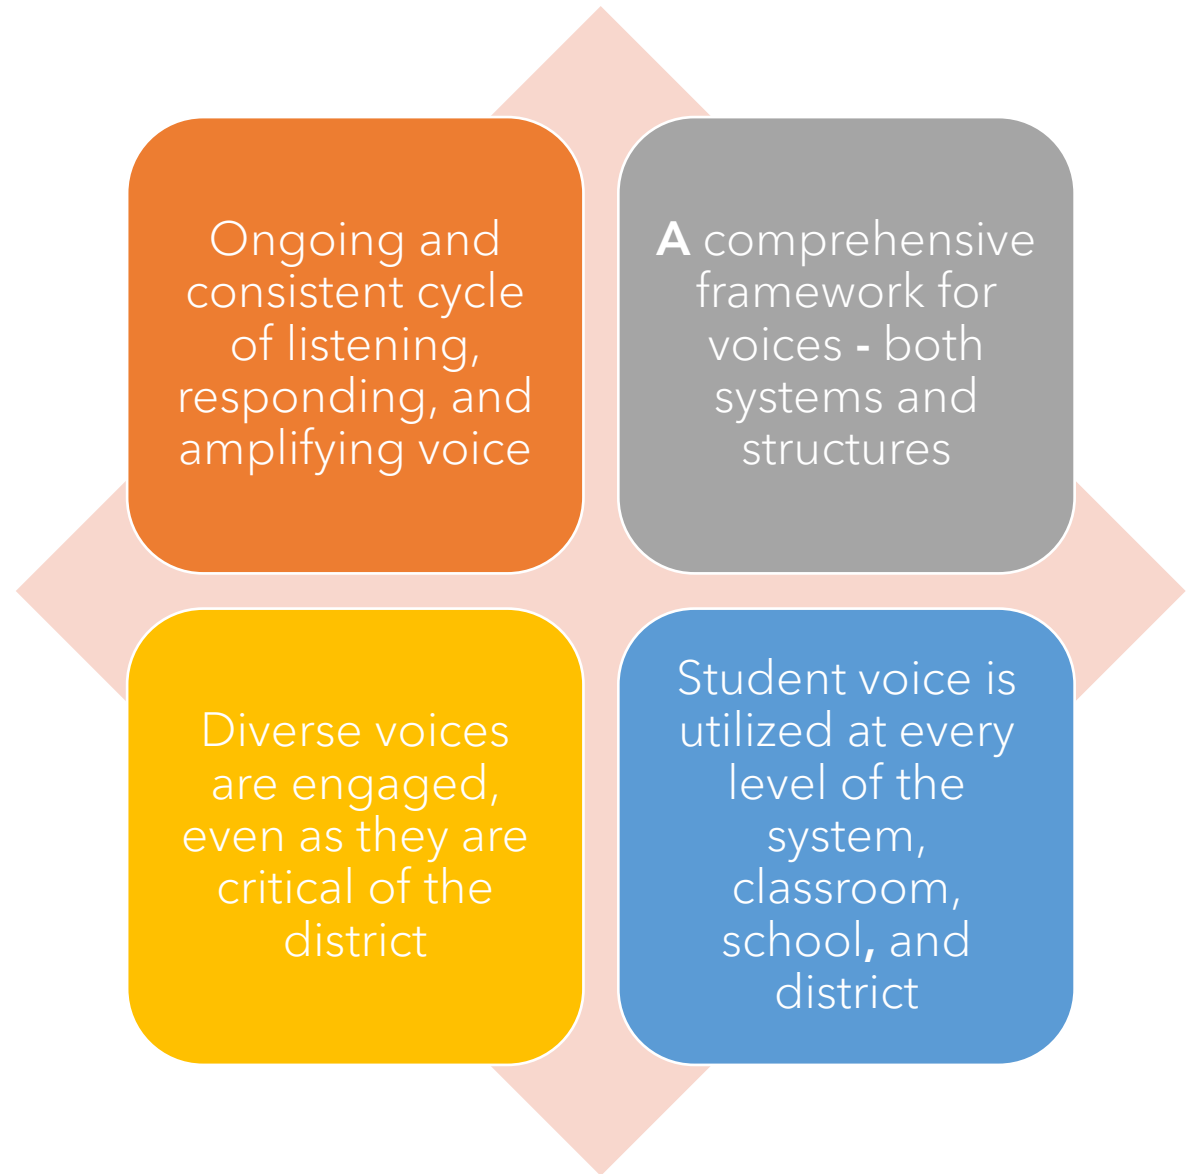 Ongoing and
consistent cycle
of listening,
responding, and
amplifying voice
A comprehensive
framework for
voices - both
systems and
structures
Diverse voices
are engaged,
even as they are
critical of the
district
Student voice is
utilized at every
level of the
system,
classroom,
school, and
district